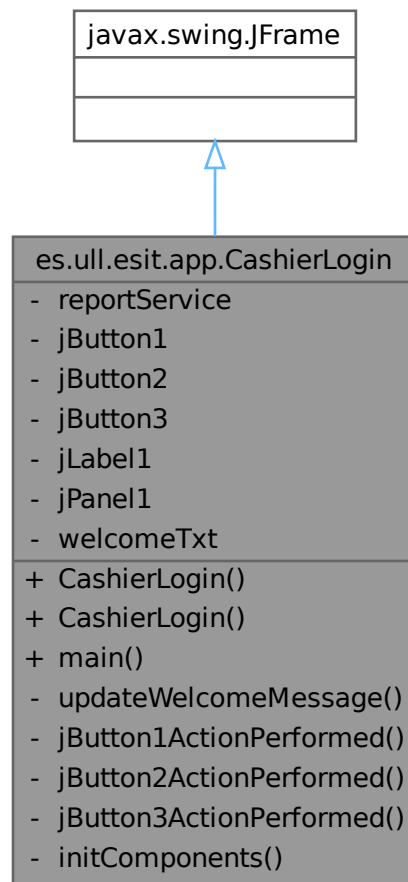 javax.swing.JFrame
es.ull.esit.app.CashierLogin
- reportService
- jButton1
- jButton2
- jButton3
- jLabel1
- jPanel1
- welcomeTxt
+ CashierLogin()
+ CashierLogin()
+ main()
- updateWelcomeMessage()
- jButton1ActionPerformed()
- jButton2ActionPerformed()
- jButton3ActionPerformed()
- initComponents()